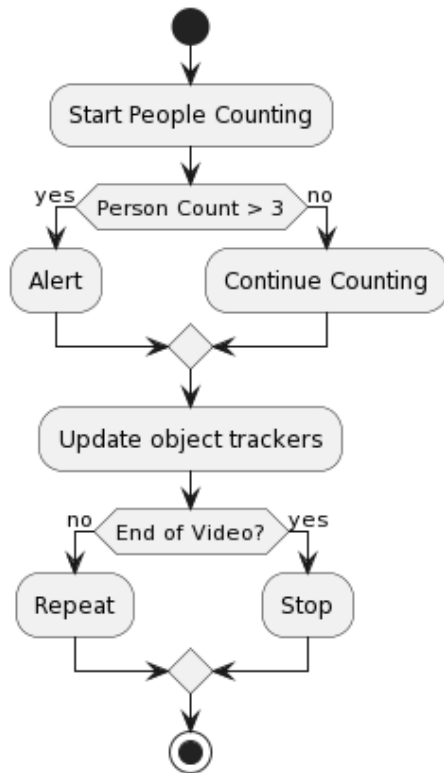 Start People Counting
yes
Person Count > 3
no
Alert
Continue Counting
Update object trackers
no
End of Video?
yes
Repeat
Stop